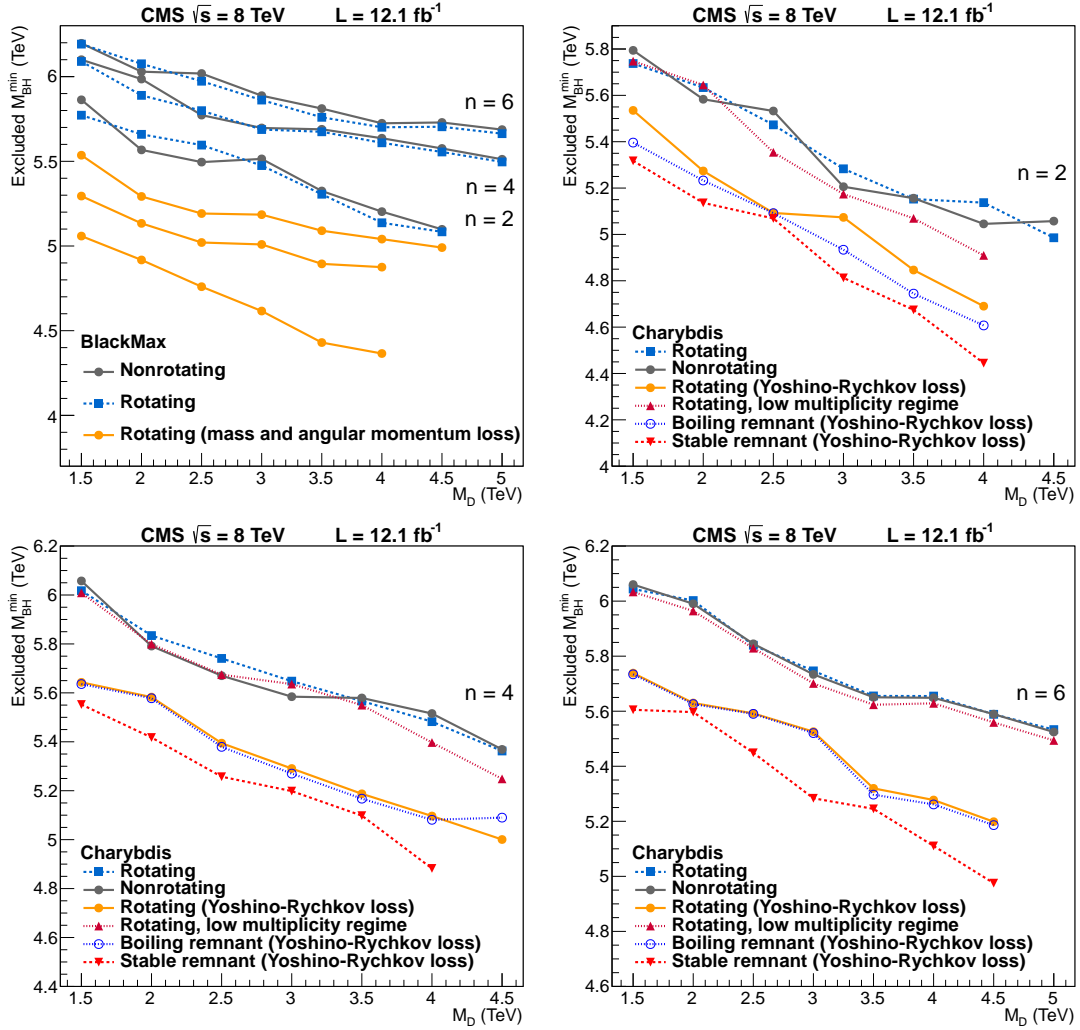 CMS √s = 8 TeV L = 12.1 fb⁻¹
Excluded M_BH^min (TeV)
6
5.5
5
4.5
4
n = 6
n = 4
n = 2
BlackMax
Nonrotating
Rotating
Rotating (mass and angular momentum loss)
1.5 2 2.5 3 3.5 4 4.5 5
M_D (TeV)
CMS √s = 8 TeV L = 12.1 fb⁻¹
Excluded M_BH^min (TeV)
5.8
5.6
5.4
5.2
5
4.8
4.6
4.4
4.2
4
n = 2
Charybdis
Rotating
Nonrotating
Rotating (Yoshino-Rychkov loss)
Rotating, low multiplicity regime
Boiling remnant (Yoshino-Rychkov loss)
Stable remnant (Yoshino-Rychkov loss)
1.5 2 2.5 3 3.5 4 4.5
M_D (TeV)
CMS √s = 8 TeV L = 12.1 fb⁻¹
Excluded M_BH^min (TeV)
6.2
6
5.8
5.6
5.4
5.2
5
4.8
4.6
4.4
n = 4
Charybdis
Rotating
Nonrotating
Rotating (Yoshino-Rychkov loss)
Rotating, low multiplicity regime
Boiling remnant (Yoshino-Rychkov loss)
Stable remnant (Yoshino-Rychkov loss)
1.5 2 2.5 3 3.5 4 4.5
M_D (TeV)
CMS √s = 8 TeV L = 12.1 fb⁻¹
Excluded M_BH^min (TeV)
6.2
6
5.8
5.6
5.4
5.2
5
4.8
4.6
n = 6
Charybdis
Rotating
Nonrotating
Rotating (Yoshino-Rychkov loss)
Rotating, low multiplicity regime
Boiling remnant (Yoshino-Rychkov loss)
Stable remnant (Yoshino-Rychkov loss)
1.5 2 2.5 3 3.5 4 4.5 5
M_D (TeV)